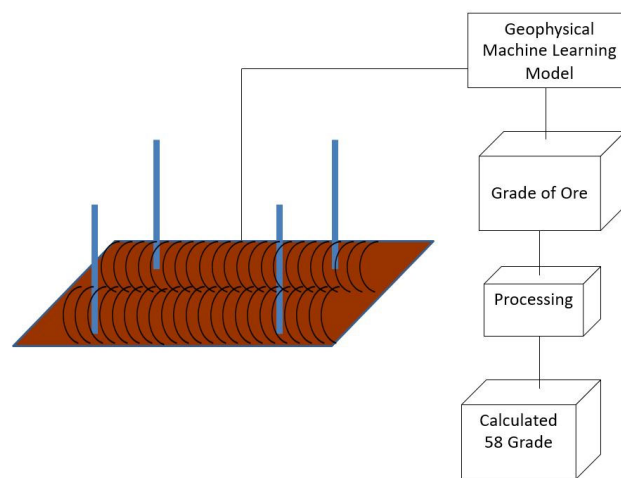 Geophysical
Machine Learning
Model
Grade of Ore
Processing
Calculated
58 Grade